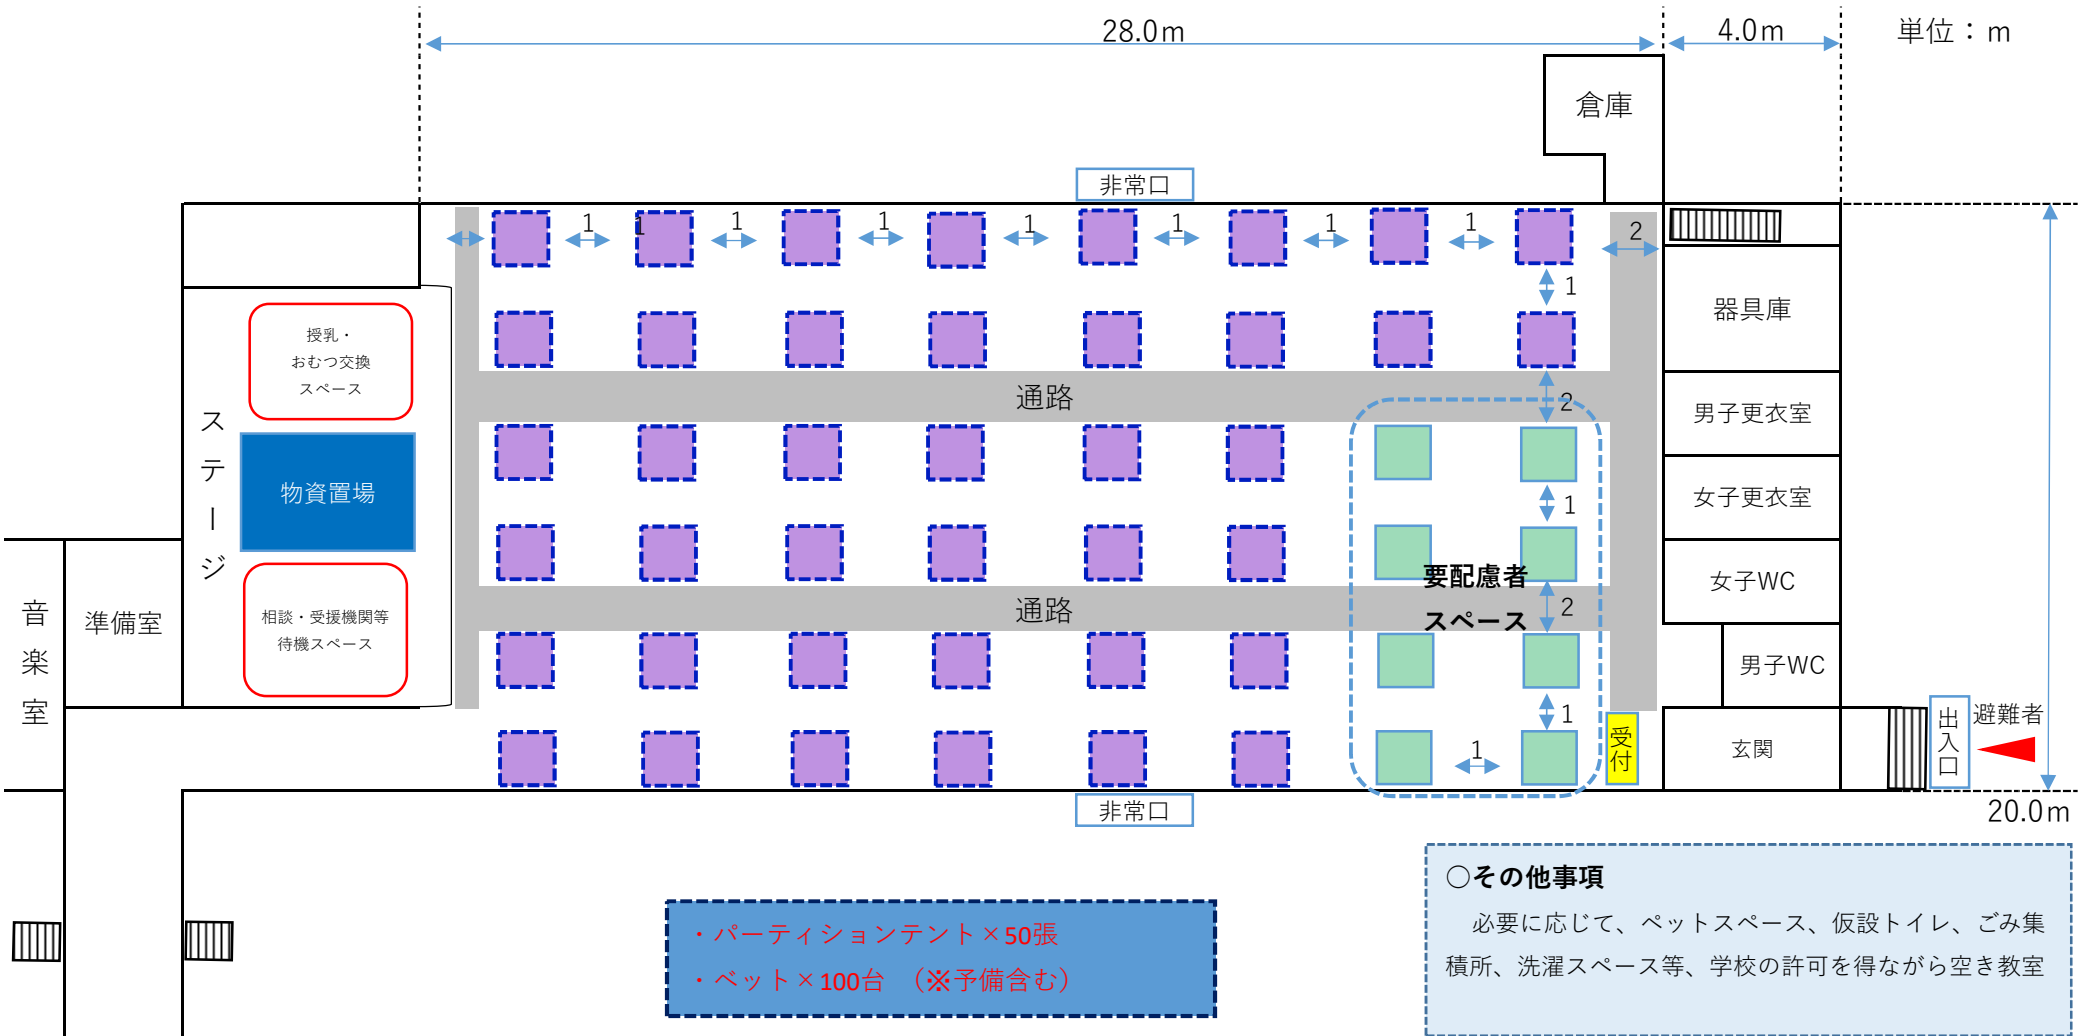 28.0m
4.0m
単位：m
倉庫
非常口
1
1
1
1
1
1
1
1
2
1
器具庫
授乳・
おむつ交換
スペース
通路
2
男子更衣室
ステージ
物資置場
女子更衣室
1
要配慮者
スペース
女子WC
音楽室
準備室
相談・受援機関等
待機スペース
通路
2
男子WC
1
1
受付
玄関
出入口
避難者
非常口
20.0m
○その他事項
必要に応じて、ペットスペース、仮設トイレ、ごみ集
積所、洗濯スペース等、学校の許可を得ながら空き教室
・パーティションテント×50張
・ベット×100台　（※予備含む）